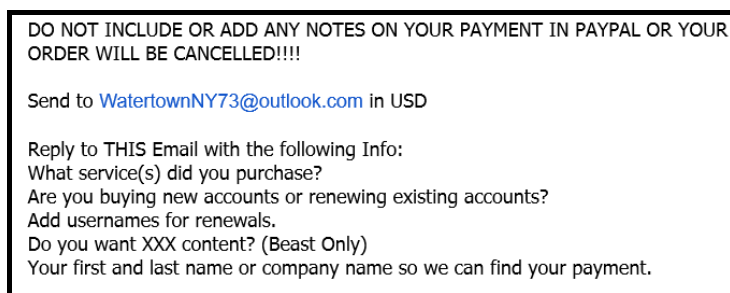 DO NOT INCLUDE OR ADD ANY NOTES ON YOUR PAYMENT IN PAYPAL OR YOUR
ORDER WILL BE CANCELLED!!!!
Send to WatertownNY73@outlook.com in USD
Reply to THIS Email with the following Info:
What service(s) did you purchase?
Are you buying new accounts or renewing existing accounts?
Add usernames for renewals.
Do you want XXX content? (Beast Only)
Your first and last name or company name so we can find your payment.